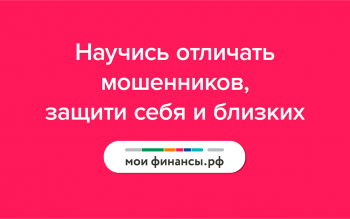 Научись отличать
мошенников,
защити себя и близких
мои финансы.рф